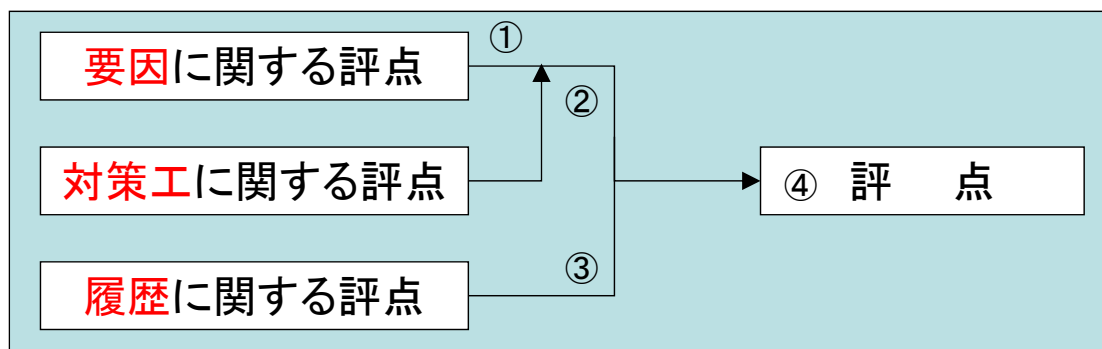 ①
要因に関する評点
②
対策工に関する評点
④ 評 点
③
履歴に関する評点